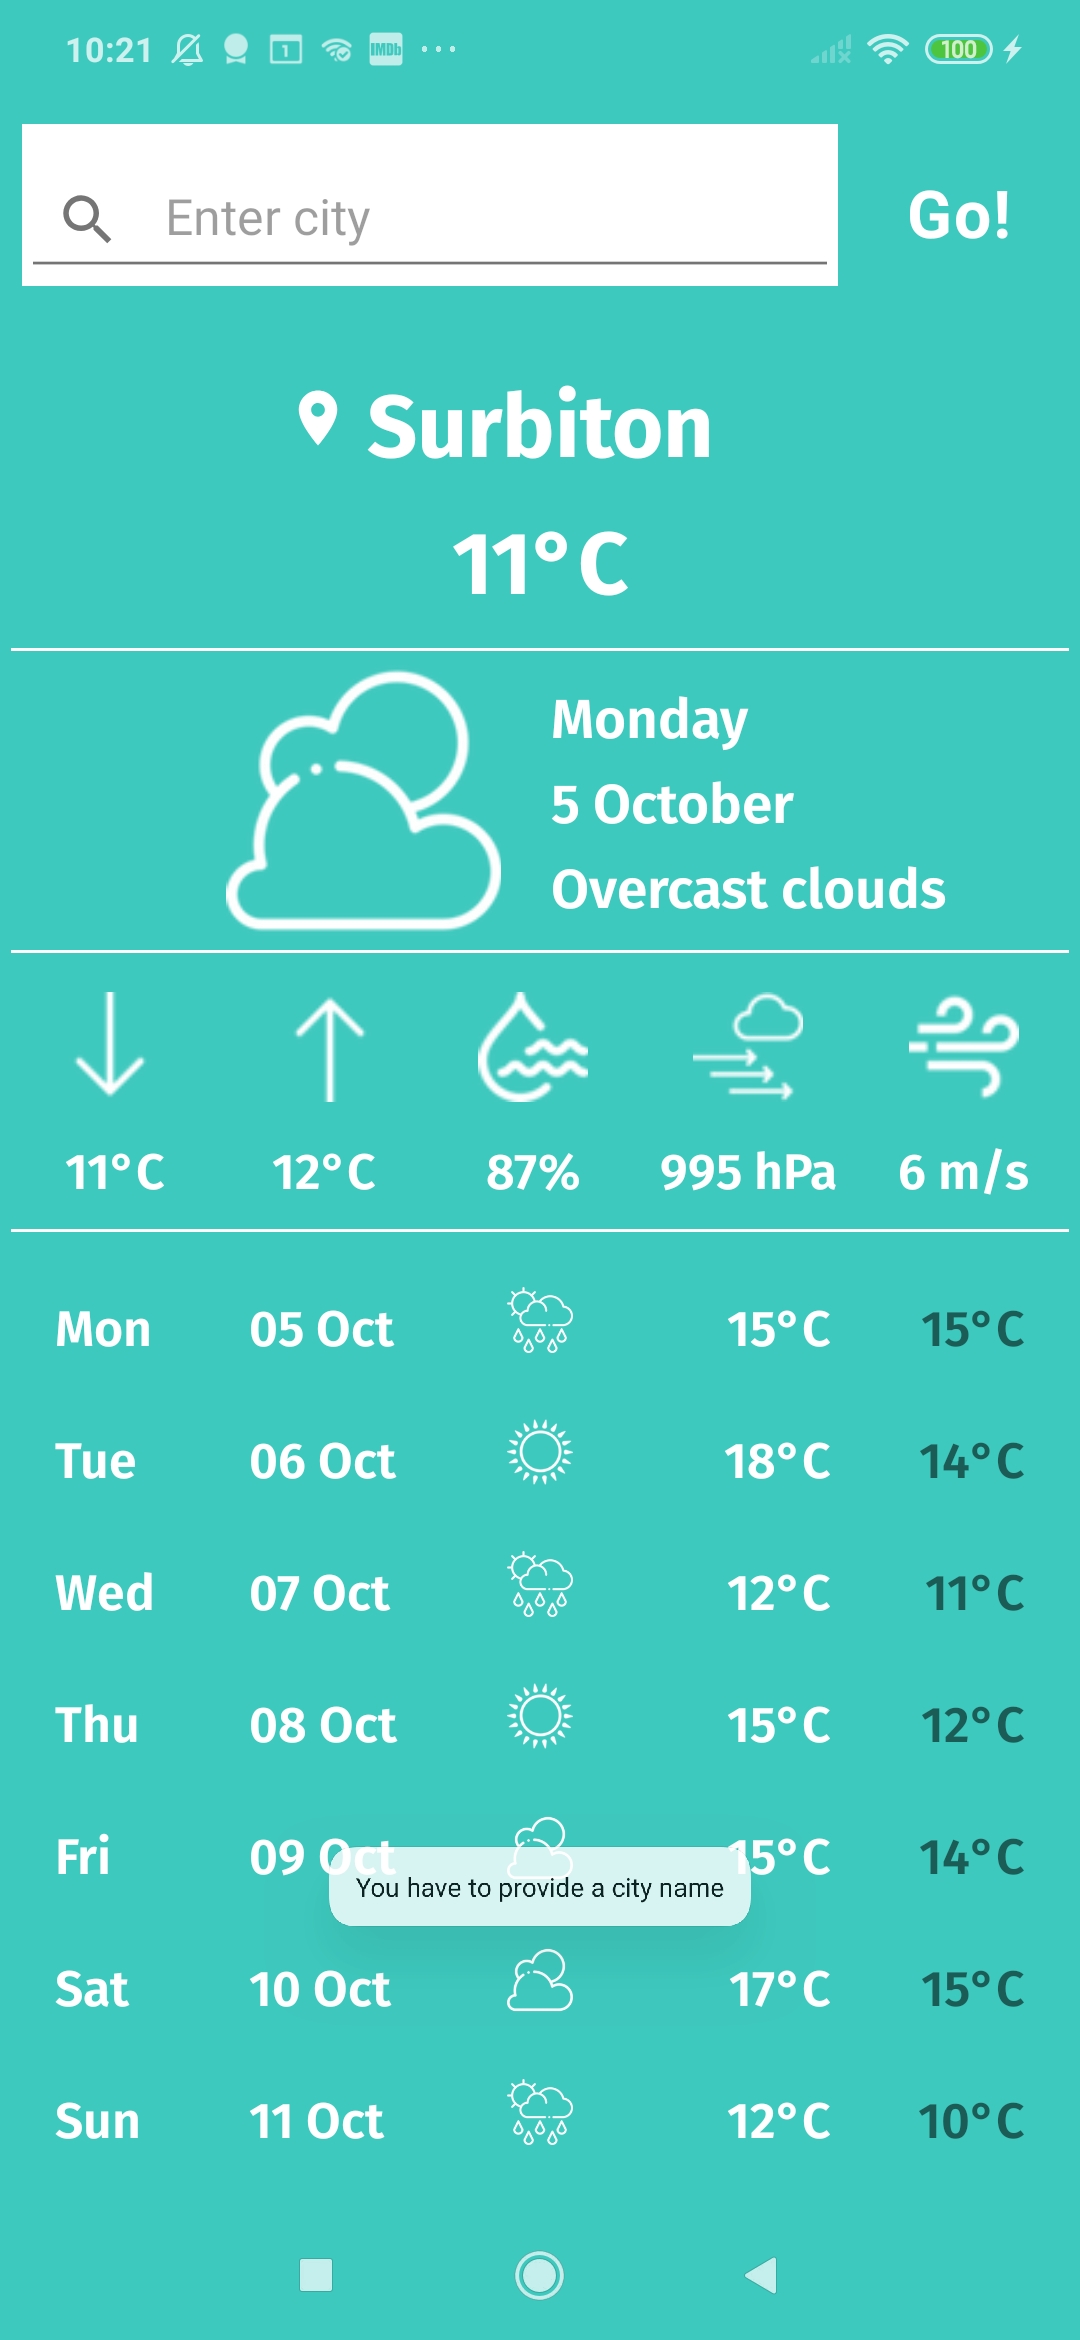 10:21 1 IMDb ... 100
Enter city Go!
Surbiton
11°C
Monday
5 October
Overcast clouds
11°C 12°C 87% 995 hPa 6 m/s
Mon 05 Oct 15°C 15°C
Tue 06 Oct 18°C 14°C
Wed 07 Oct 12°C 11°C
Thu 08 Oct 15°C 12°C
Fri 09 Oct 15°C 14°C
You have to provide a city name
Sat 10 Oct 17°C 15°C
Sun 11 Oct 12°C 10°C